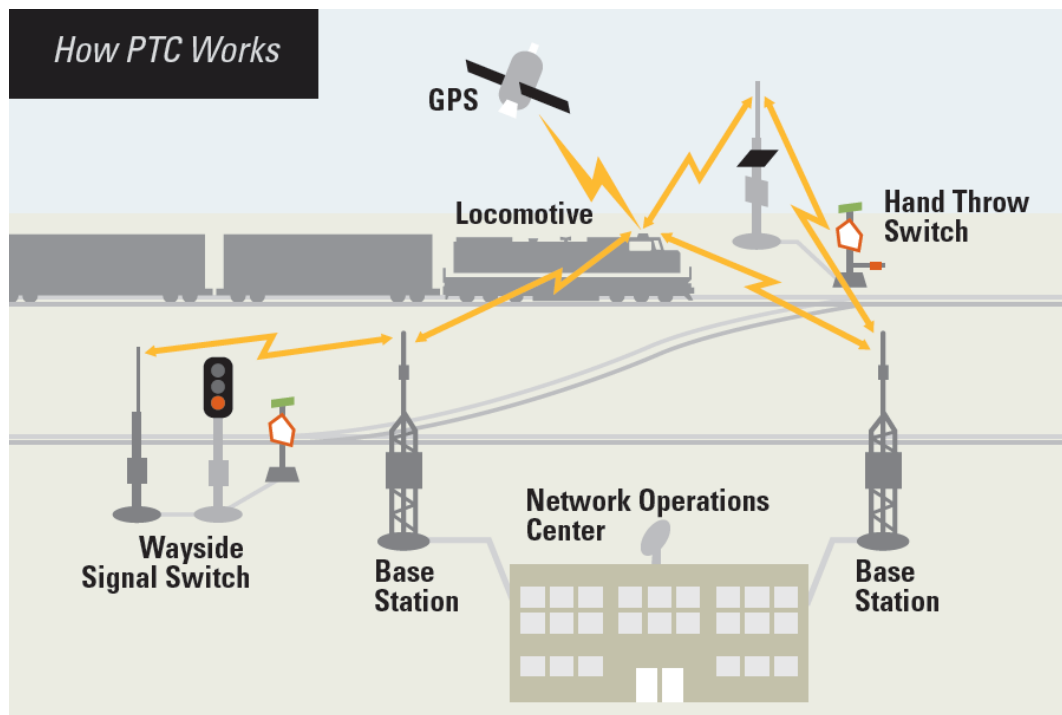 How PTC Works
GPS
Locomotive
Hand Throw
Switch
Wayside
Signal Switch
Base
Station
Network Operations
Center
Base
Station